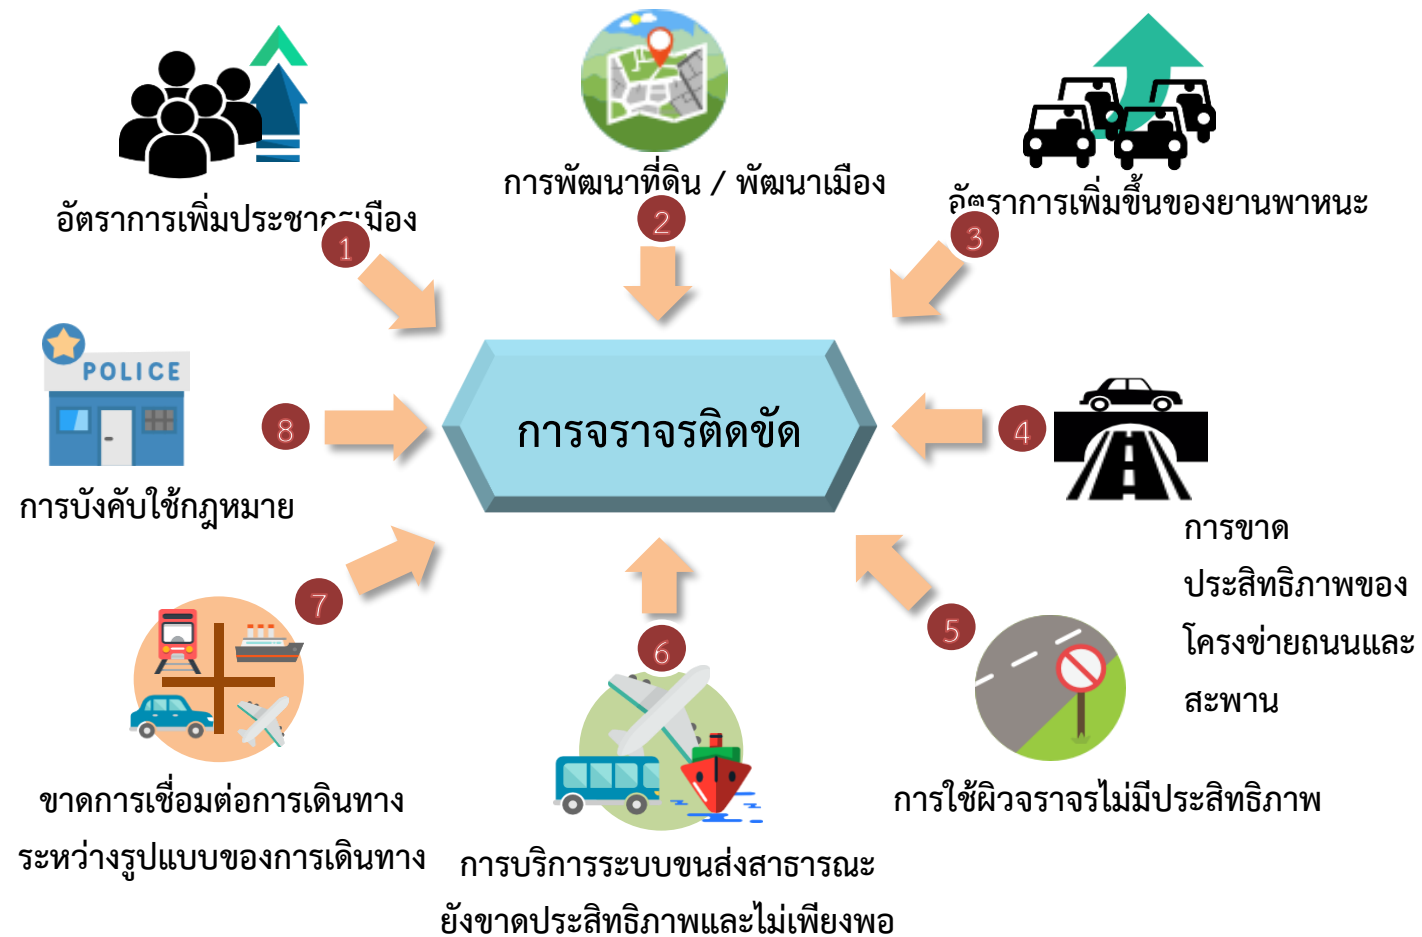 อัตราการเพิ่มประชากรเมือง
1
การพัฒนาที่ดิน / พัฒนาเมือง
2
อัตราการเพิ่มขึ้นของยานพาหนะ
3
การจราจรติดขัด
4
การขาด
ประสิทธิภาพของ
โครงข่ายถนนและ
สะพาน
5
การใช้ผิวจราจรไม่มีประสิทธิภาพ
6
การบริการระบบขนส่งสาธารณะ
ยังขาดประสิทธิภาพและไม่เพียงพอ
7
ขาดการเชื่อมต่อการเดินทาง
ระหว่างรูปแบบของการเดินทาง
8
POLICE
การบังคับใช้กฎหมาย